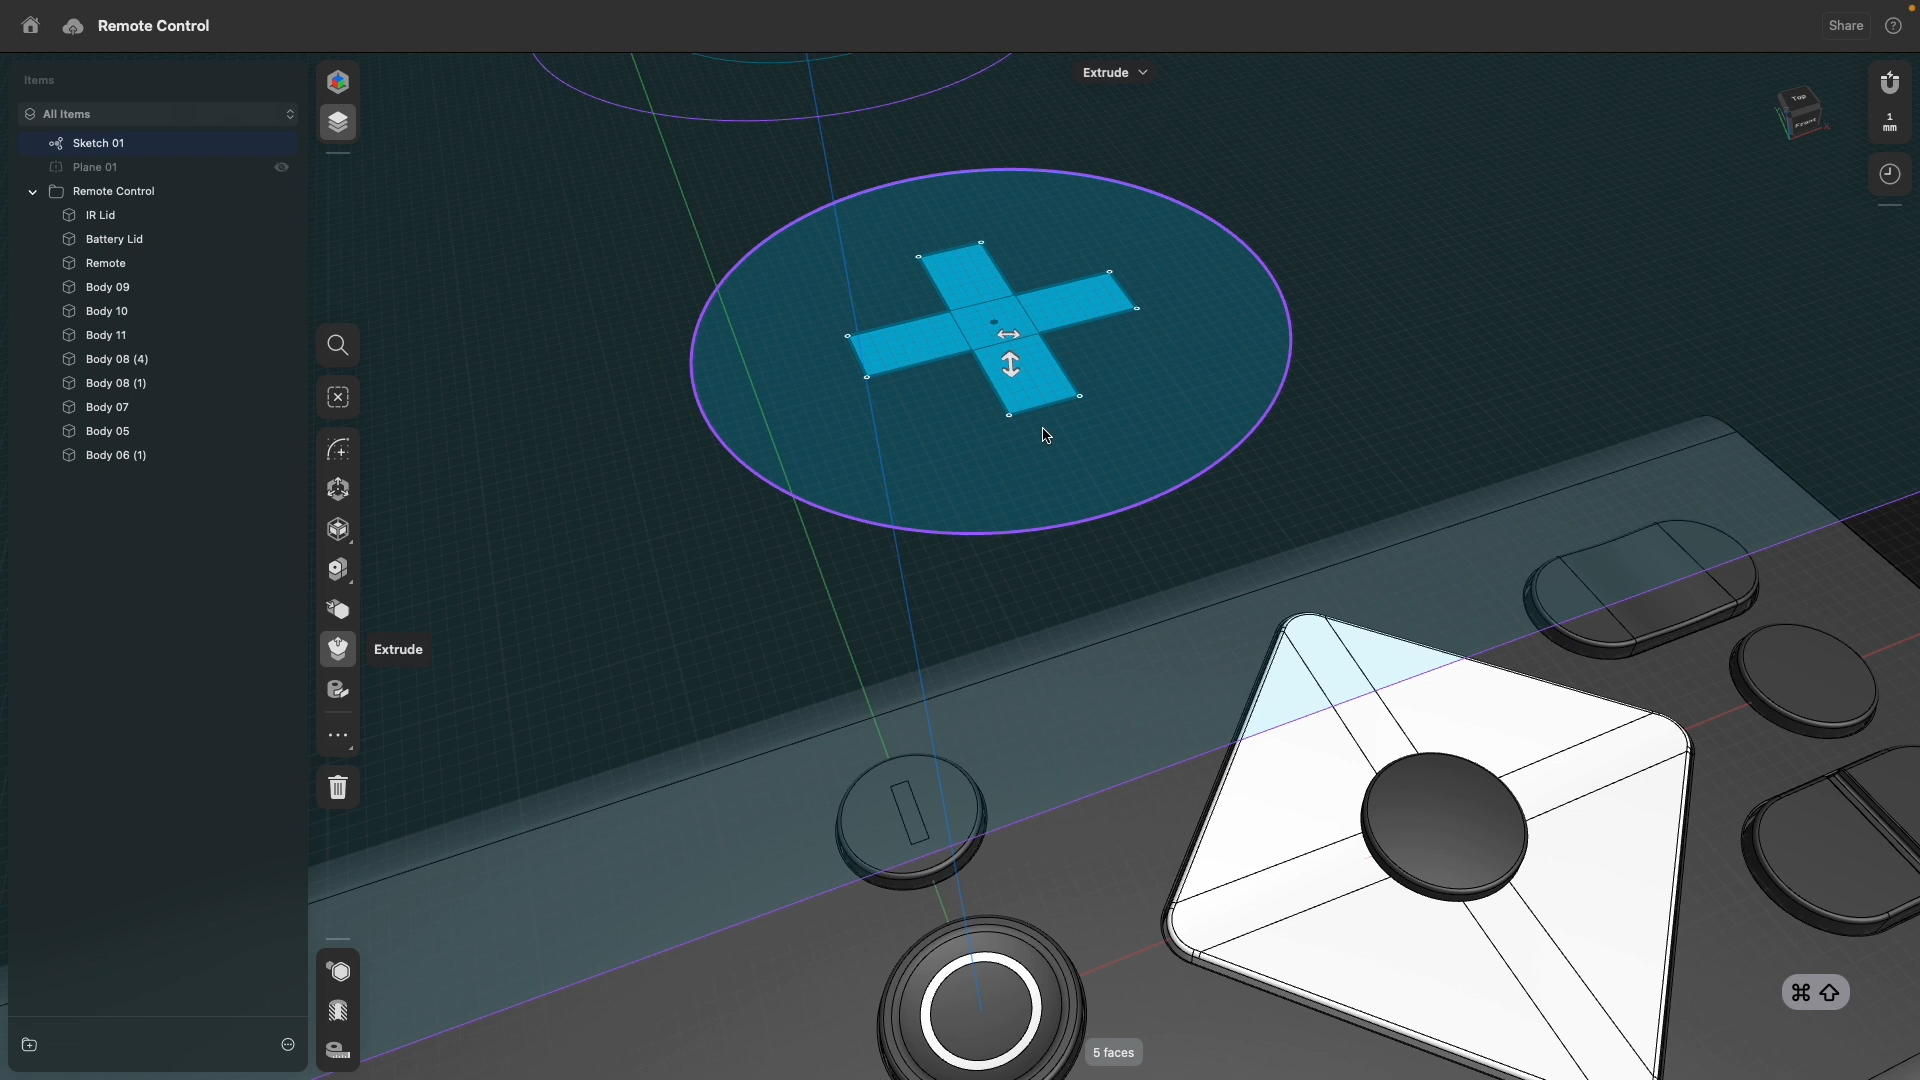 Remote Control
Share
Items
All Items
Sketch 01
Plane 01
Remote Control
IR Lid
Battery Lid
Remote
Body 09
Body 10
Body 11
Body 08 (4)
Body 08 (1)
Body 07
Body 05
Body 06 (1)
Extrude
Extrude
Top
Front
X
1
mm
5 faces